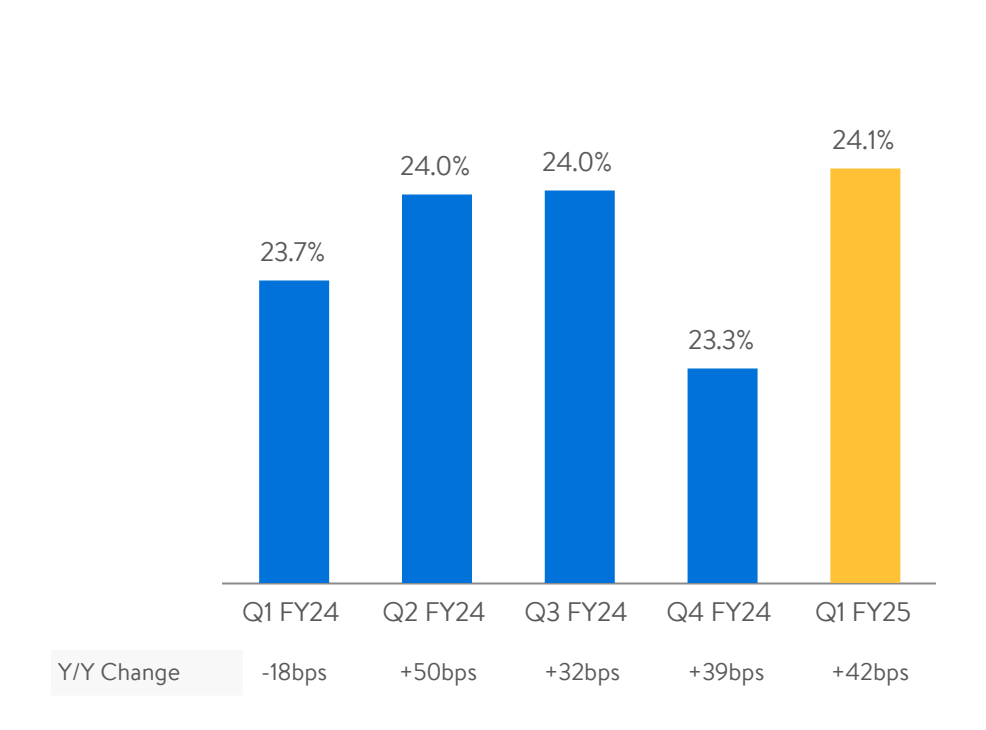 24.1%
24.0%
24.0%
23.7%
23.3%
Q1 FY24 Q2 FY24 Q3 FY24 Q4 FY24 Q1 FY25
Y/Y Change -18bps +50bps +32bps +39bps +42bps